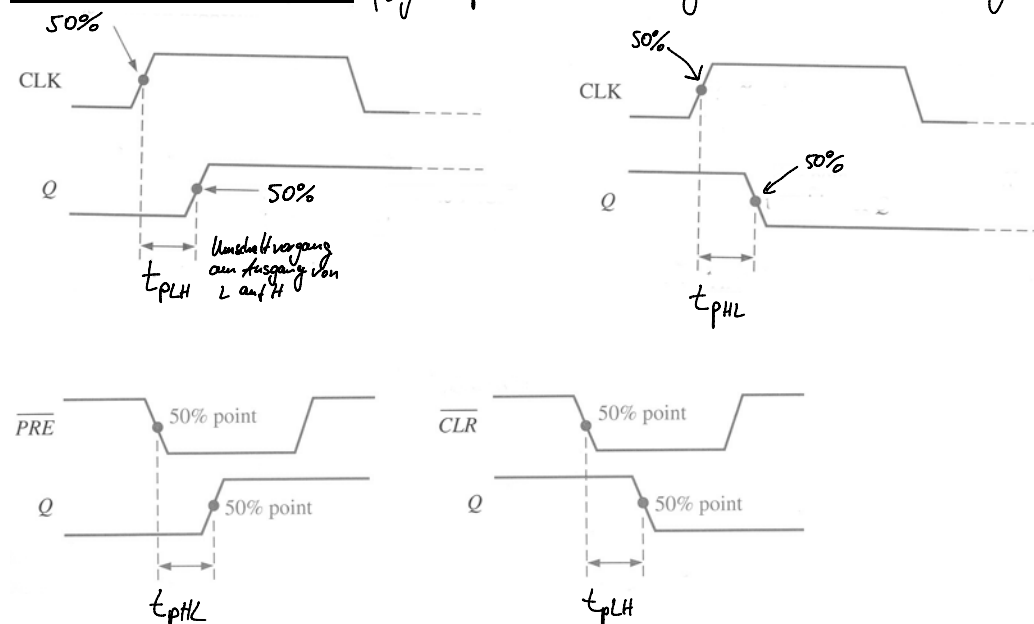 50%
50%
CLK
CLK
50%
Q
50%
Q
Umschaltvorgang
am Ausgang von
L auf H
tPLH
tpHL
PRE
50% point
CLR
50% point
Q
50% point
Q
50% point
tpHL
tpLH